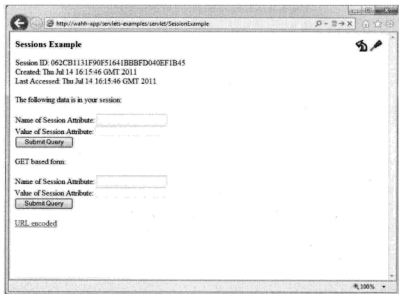 http://wahh-app/servlets-examples/servlet/SessionExample
Sessions Example
Session ID: 062CB1131F90F51641BBBFD040EF1B45
Created: Thu Jul 14 16:15:46 GMT 2011
Last Accessed: Thu Jul 14 16:15:46 GMT 2011
The following data is in your session:
Name of Session Attribute:
Value of Session Attribute:
Submit Query
GET based form:
Name of Session Attribute:
Value of Session Attribute:
Submit Query
URL encoded
100%